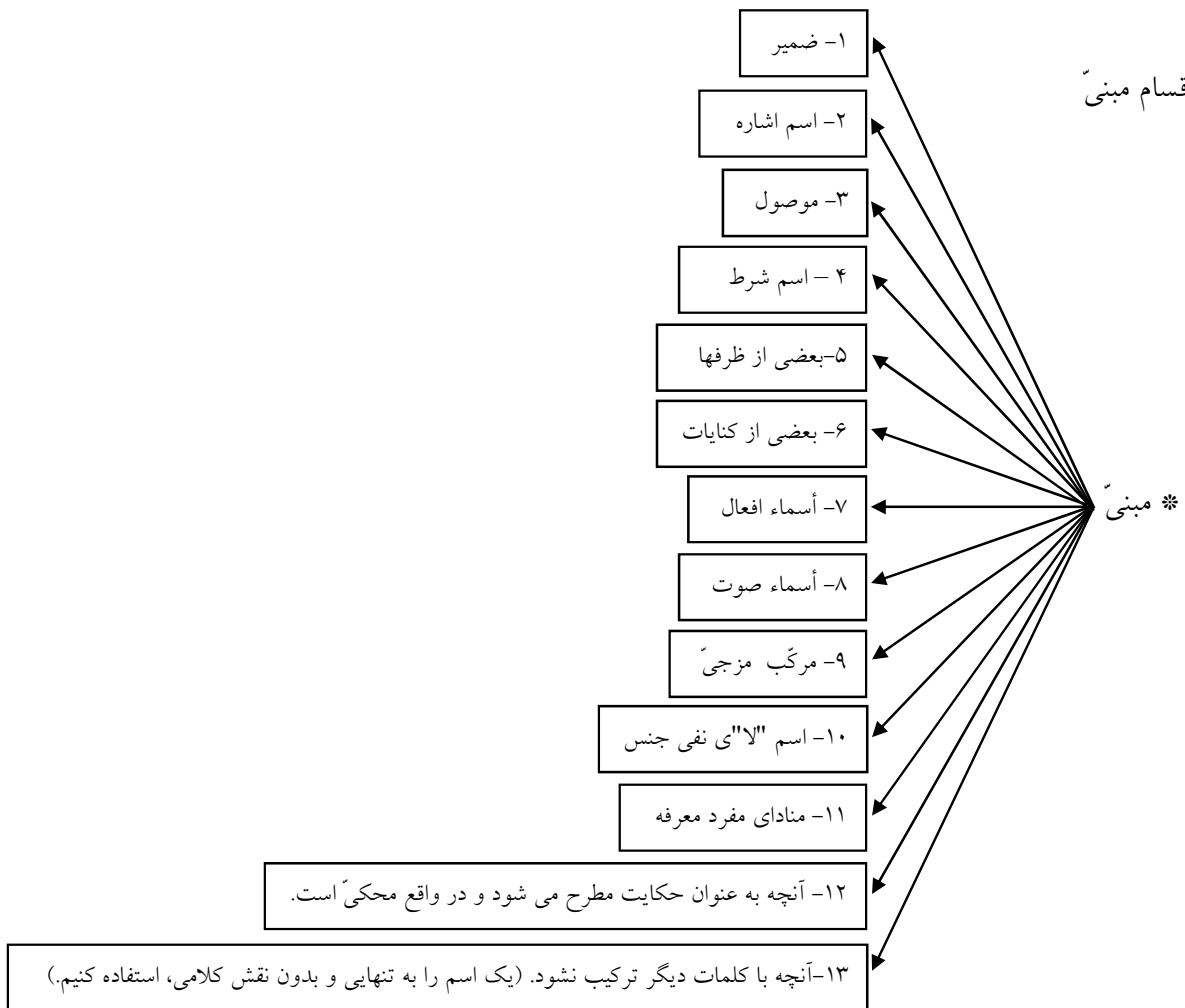 قسام مبنیّ
۱- ضمیر
۲- اسم اشاره
۳- موصول
۴ – اسم شرط
۵-بعضی از ظرفها
۶- بعضی از کنایات
* مبنیّ
۷- أسماء افعال
۸- أسماء صوت
۹- مرکّب مزجیّ
۱۰- اسم "لا"ی نفی جنس
۱۱- منادای مفرد معرفه
۱۲- آنچه به عنوان حکایت مطرح می شود و در واقع محکیّ است.
۱۳-آنچه با کلمات دیگر ترکیب نشود. (یک اسم را به تنهایی و بدون نقش کلامی، استفاده کنیم.)